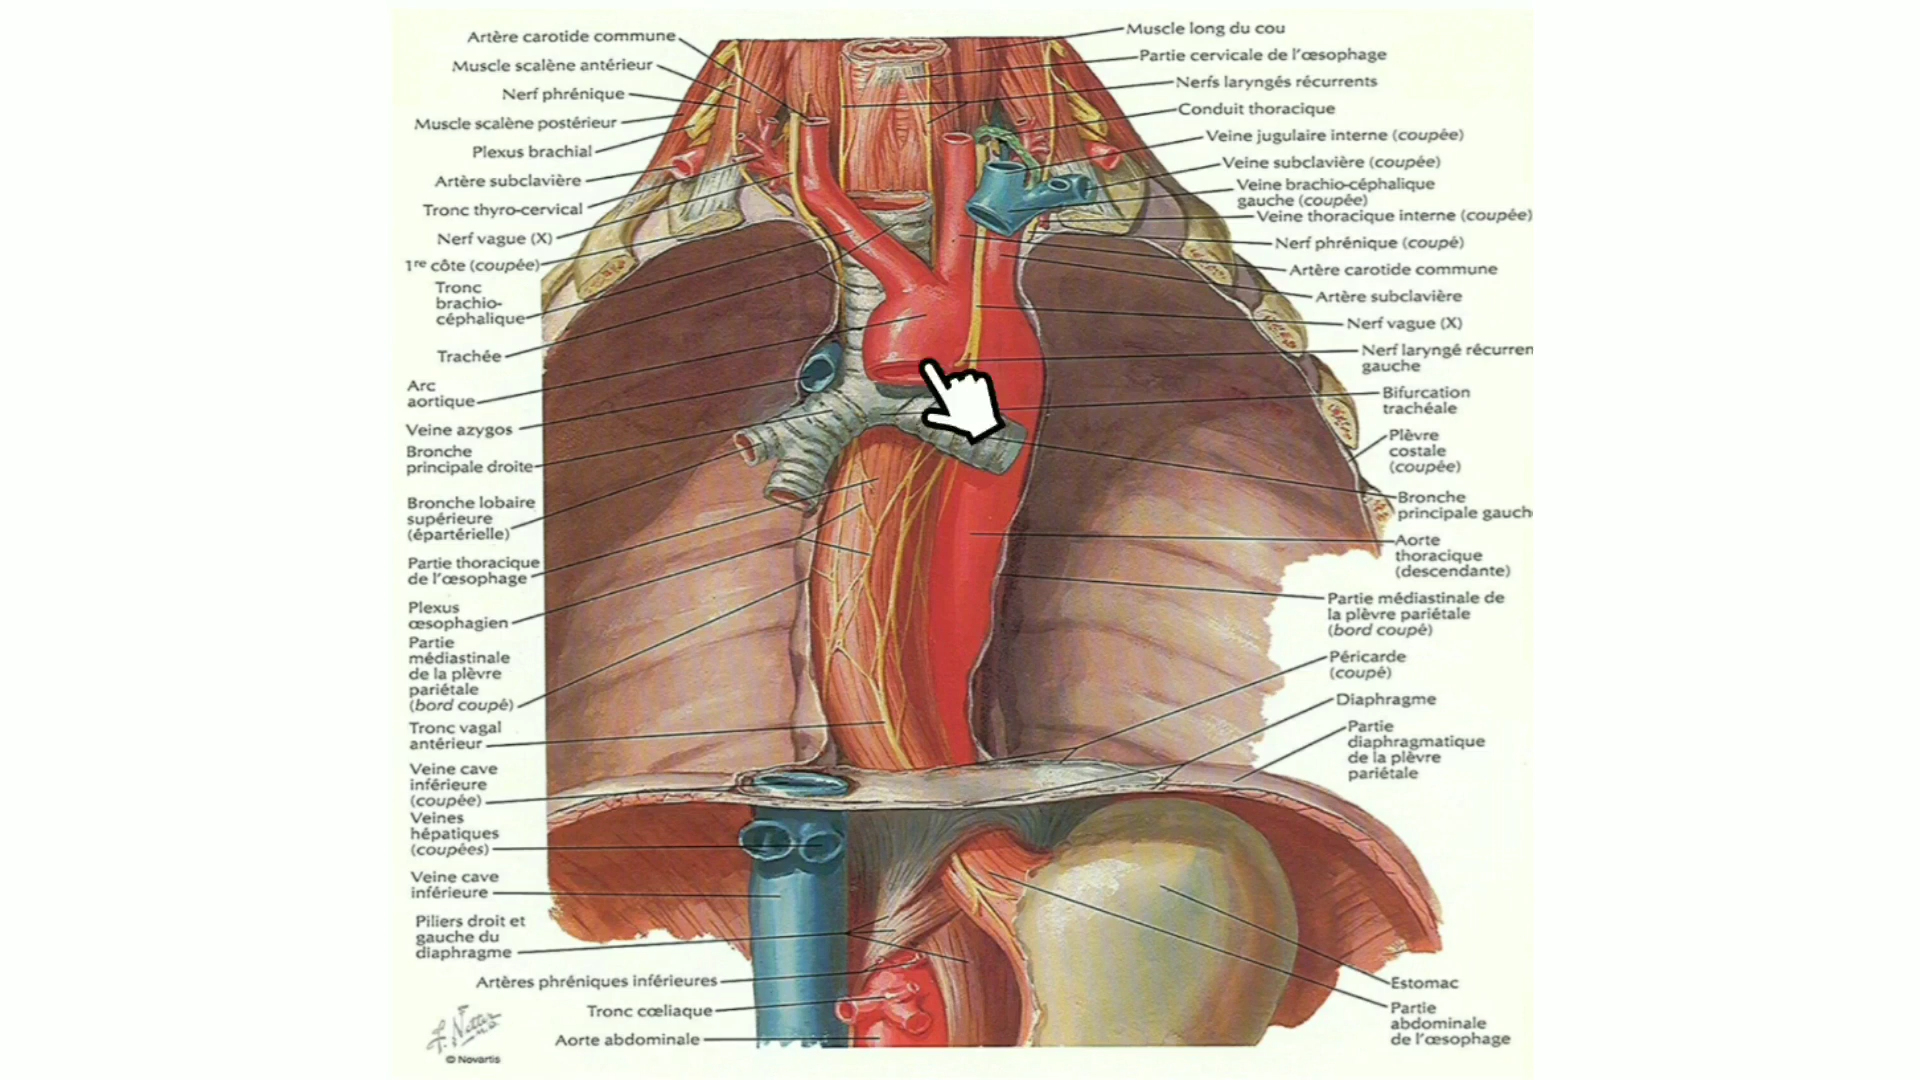 Artère carotide commune
Muscle scalène antérieur
Nerf phrénique
Muscle scalène postérieur
Plexus brachial
Artère subclavière
Tronc thyro-cervical
Nerf vague (X)
1re côte (coupée)
Tronc
brachio-
céphalique
Trachée
Arc
aortique
Veine azygos
Bronche
principale droite
Bronche lobaire
supérieure
(épartérielle)
Partie thoracique
de l'œsophage
Plexus
œsophagien
Partie
médiastinale
de la plèvre
pariétale
(bord coupé)
Tronc vagal
antérieur
Veine cave
inférieure
(coupée)
Veines
hépatiques
(coupées)
Veine cave
inférieure
Piliers droit et
gauche du
diaphragme
Artères phréniques inférieures
Tronc cœliaque
Aorte abdominale
F. Netter
M.D.
© Novartis
Muscle long du cou
Partie cervicale de l'œsophage
Nerfs laryngés récurrents
Conduit thoracique
Veine jugulaire interne (coupée)
Veine subclavière (coupée)
Veine brachio-céphalique
gauche (coupée)
Veine thoracique interne (coupée)
Nerf phrénique (coupé)
Artère carotide commune
Artère subclavière
Nerf vague (X)
Nerf laryngé récurren
gauche
Bifurcation
trachéale
Plèvre
costale
(coupée)
Bronche
principale gauch
Aorte
thoracique
(descendante)
Partie médiastinale de
la plèvre pariétale
(bord coupé)
Péricarde
(coupé)
Diaphragme
Partie
diaphragmatique
de la plèvre
pariétale
Estomac
Partie
abdominale
de l'œsophage